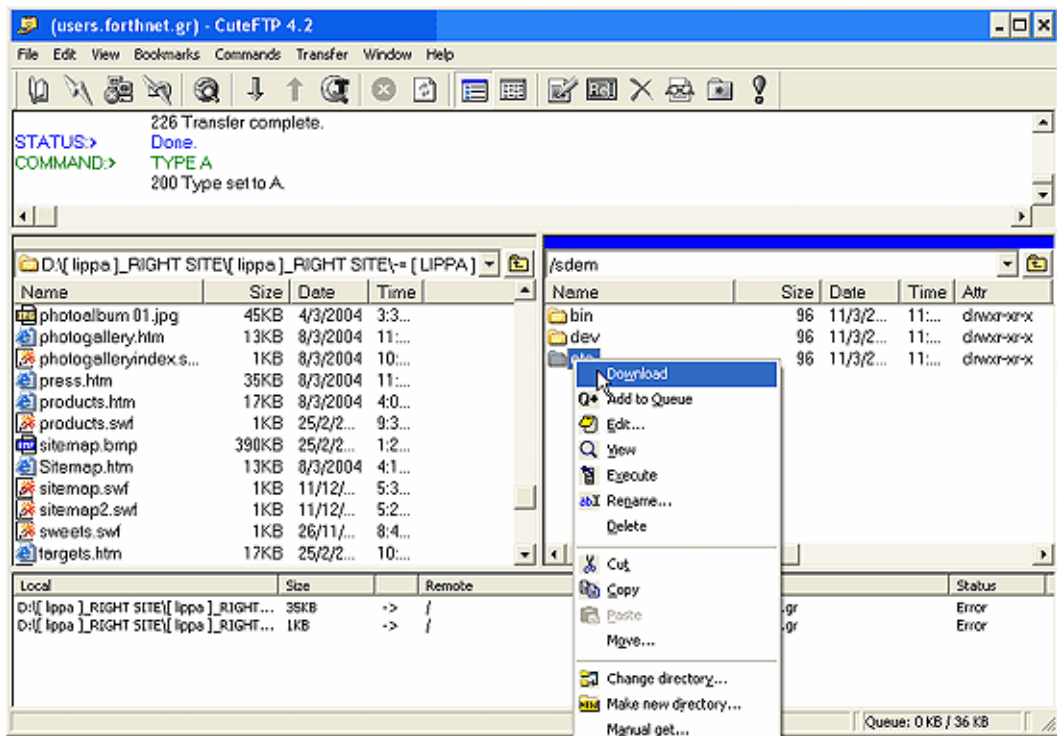 (users.forthnet.gr) - CuteFTP 4.2
File Edit View Bookmarks Commands Transfer Window Help
226 Transfer complete.
STATUS:> Done.
COMMAND:> TYPE A
200 Type set to A.
D:\[ lippa ]_RIGHT SITE\[ lippa ]_RIGHT SITE\-= [ LIPPA ]
Name Size Date Time
photoalbum 01.jpg 45KB 4/3/2004 3:3...
photogallery.htm 13KB 8/3/2004 11:...
photogalleryindex.s... 1KB 8/3/2004 10:...
press.htm 35KB 8/3/2004 11:...
products.htm 17KB 8/3/2004 4:0...
products.swf 1KB 25/2/2... 9:3...
sitemap.bmp 390KB 25/2/2... 1:2...
Sitemap.htm 13KB 8/3/2004 4:1...
sitemap.swf 1KB 11/12/... 5:3...
sitemap2.swf 1KB 11/12/... 5:2...
sweets.swf 1KB 26/11/... 8:4...
targets.htm 17KB 25/2/2... 10:...
/sdem
Name Size Date Time Attr
bin 96 11/3/2... 11:... drwxr-xr-x
dev 96 11/3/2... 11:... drwxr-xr-x
96 11/3/2... 11:... drwxr-xr-x
Download
Add to Queue
Edit...
View
Execute
Rename...
Delete
Cut
Copy
Paste
Move...
Change directory...
Make new directory...
Manual get...
Local Size Remote Status
D:\[ lippa ]_RIGHT SITE\[ lippa ]_RIGHT... 35KB -> / .gr Error
D:\[ lippa ]_RIGHT SITE\[ lippa ]_RIGHT... 1KB -> / .gr Error
Queue: 0 KB / 36 KB